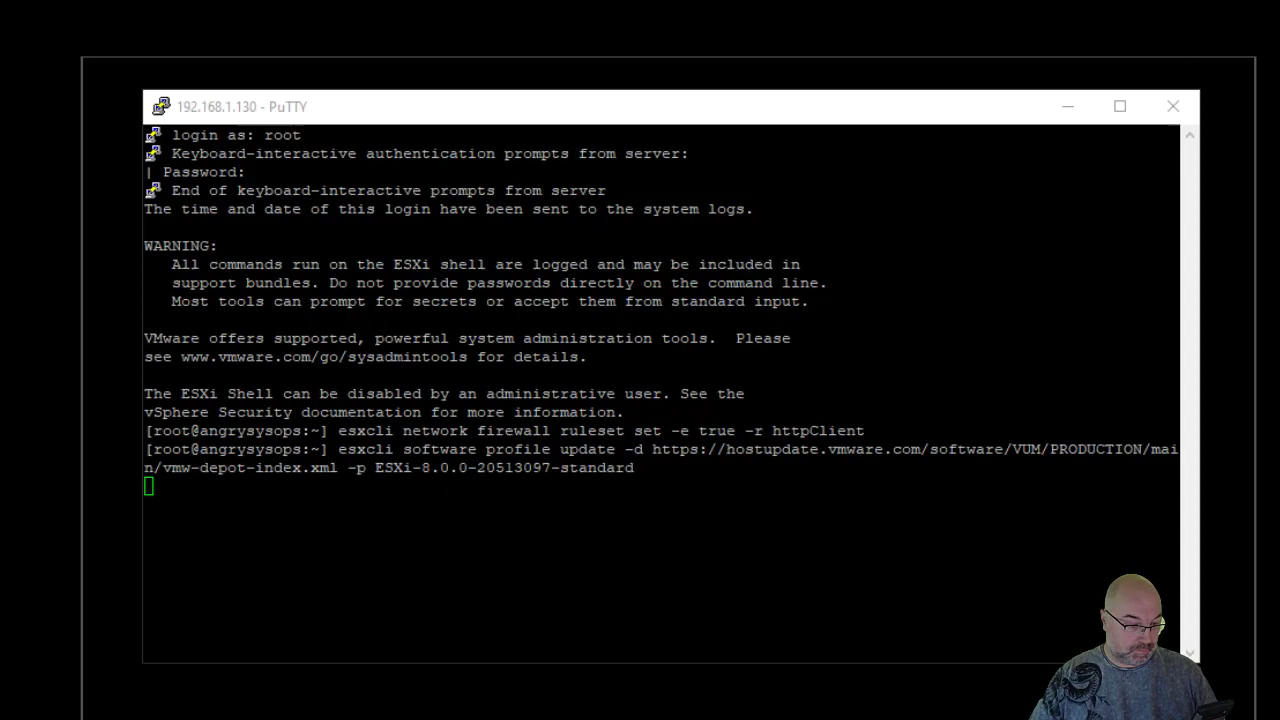 192.168.1.130 - PuTTY
login as: root
Keyboard-interactive authentication prompts from server:
| Password:
End of keyboard-interactive prompts from server
The time and date of this login have been sent to the system logs.
WARNING:
All commands run on the ESXi shell are logged and may be included in
support bundles. Do not provide passwords directly on the command line.
Most tools can prompt for secrets or accept them from standard input.
VMware offers supported, powerful system administration tools.  Please
see www.vmware.com/go/sysadmintools for details.
The ESXi Shell can be disabled by an administrative user. See the
vSphere Security documentation for more information.
[root@angrysysops:~] esxcli network firewall ruleset set -e true -r httpClient
[root@angrysysops:~] esxcli software profile update -d https://hostupdate.vmware.com/software/VUM/PRODUCTION/mai
n/vmw-depot-index.xml -p ESXi-8.0.0-20513097-standard